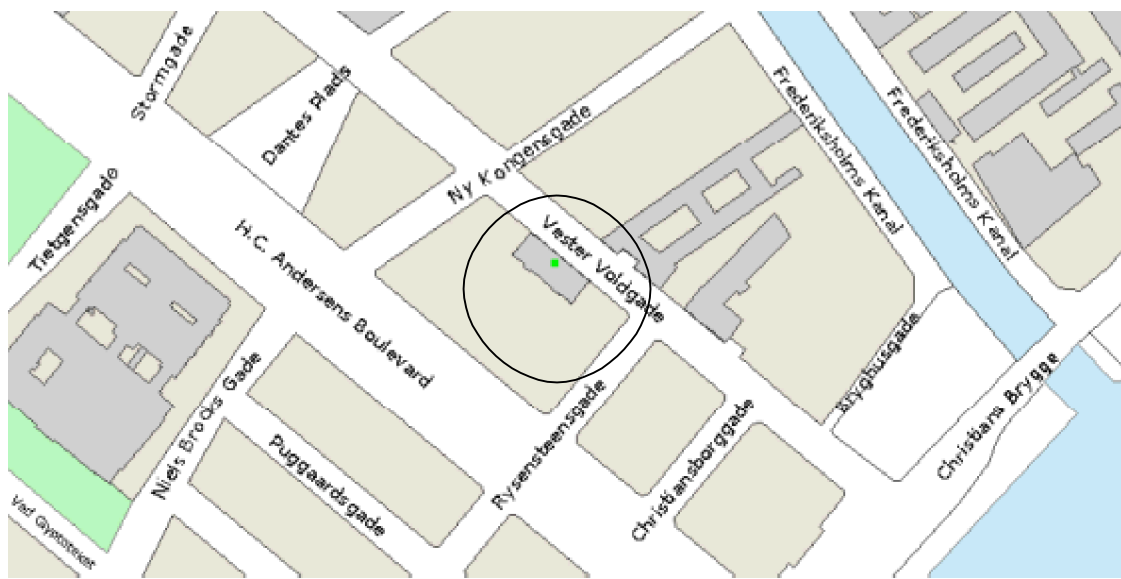 Stormgade
Dantes plads
Ny Kongensgade
Frederiksholms Kanal
Frederiksholms Kanal
Tietgensgade
H.C. Andersens Boulevard
Vester Voldgade
Bryghusgade
Christians Brygge
Niels Brocks Gade
Puggaardsgade
Rysensteensgade
Christiansborggade
Ved Glyptoteket